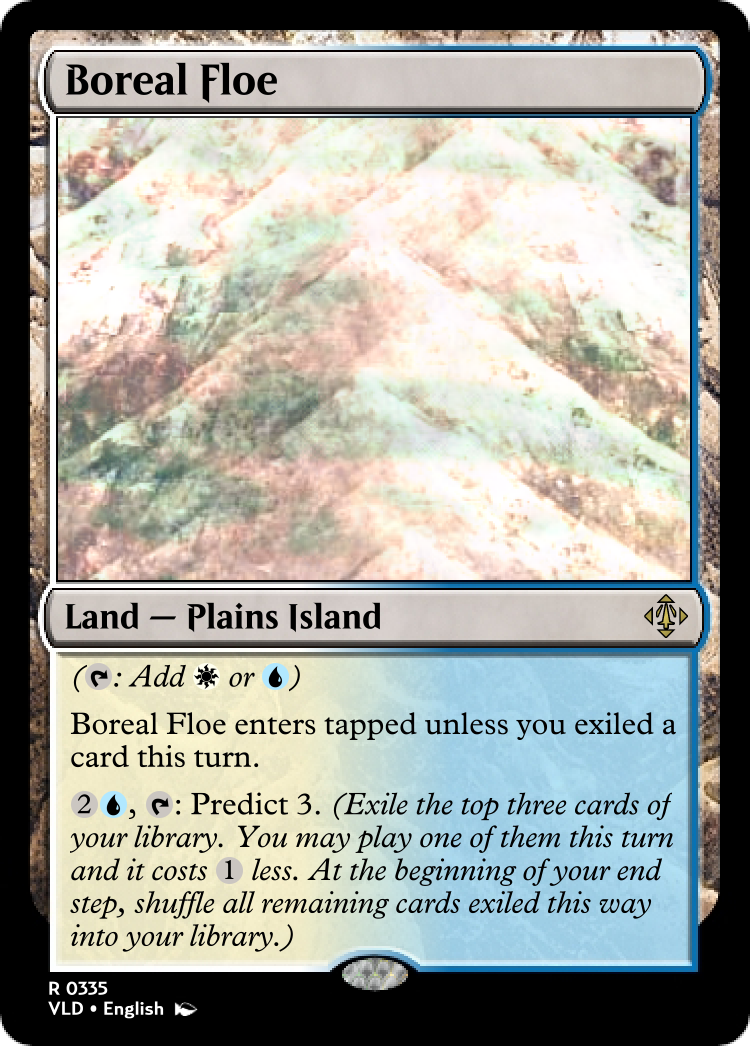 Boreal Floe
Land — Plains Island
(: Add or )
Boreal Floe enters tapped unless you exiled a
card this turn.
2, : Predict 3. (Exile the top three cards of
your library. You may play one of them this turn
and it costs 1 less. At the beginning of your end
step, shuffle all remaining cards exiled this way
into your library.)
R 0335
VLD • English